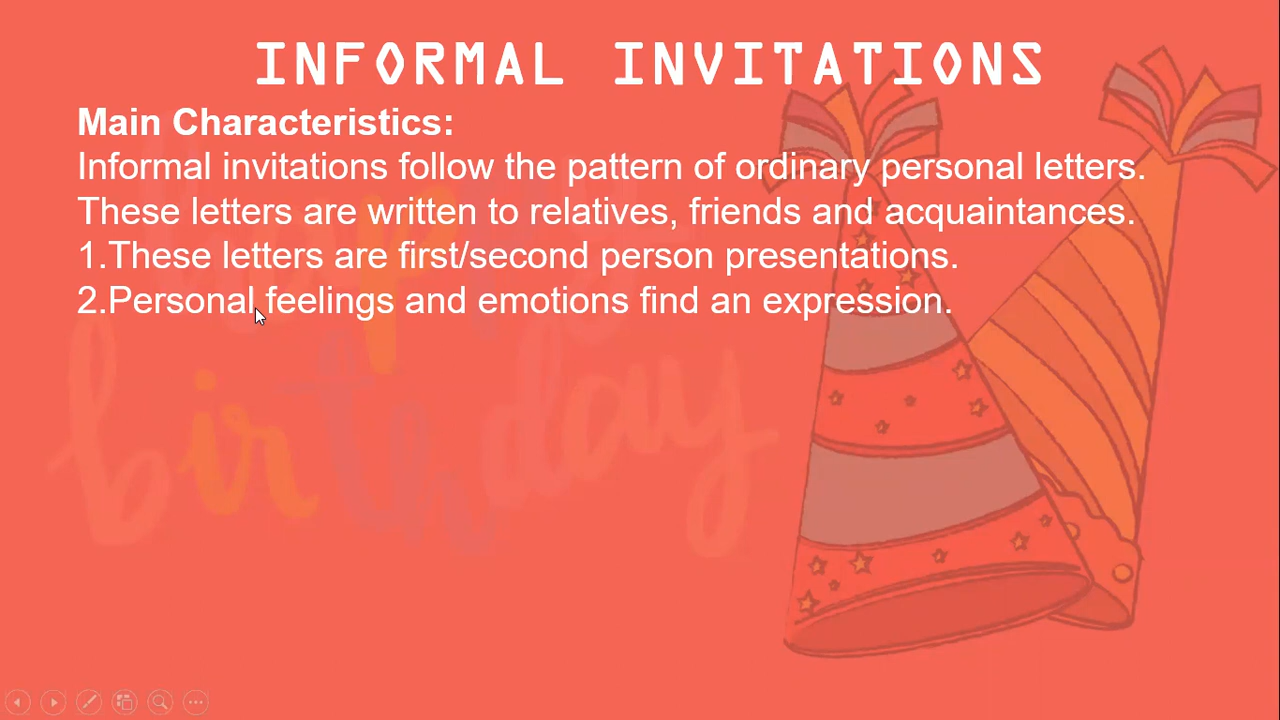 INFORMAL INVITATIONS
Main Characteristics:
Informal invitations follow the pattern of ordinary personal letters.
These letters are written to relatives, friends and acquaintances.
1.These letters are first/second person presentations.
2.Personal feelings and emotions find an expression.
happy
birthday